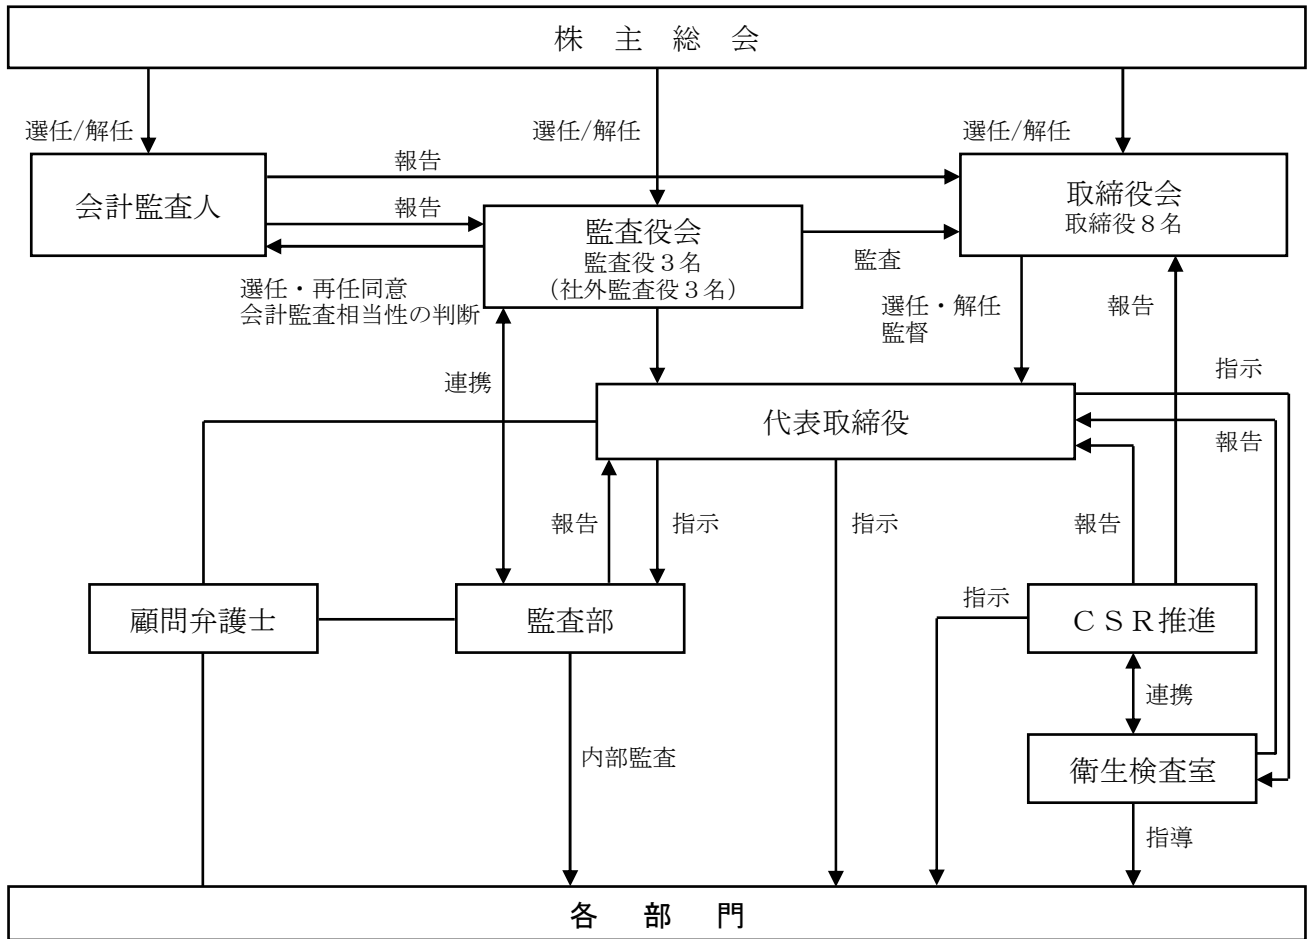 株 主 総 会
選任/解任
選任/解任
選任/解任
報告
会計監査人
報告
監査役会
監査役３名
（社外監査役３名）
取締役会
取締役８名
監査
選任・再任同意
会計監査相当性の判断
選任・解任
監督
報告
指示
連携
代表取締役
報告
報告
指示
指示
報告
指示
顧問弁護士
監査部
ＣＳＲ推進
連携
内部監査
衛生検査室
指導
各 部 門